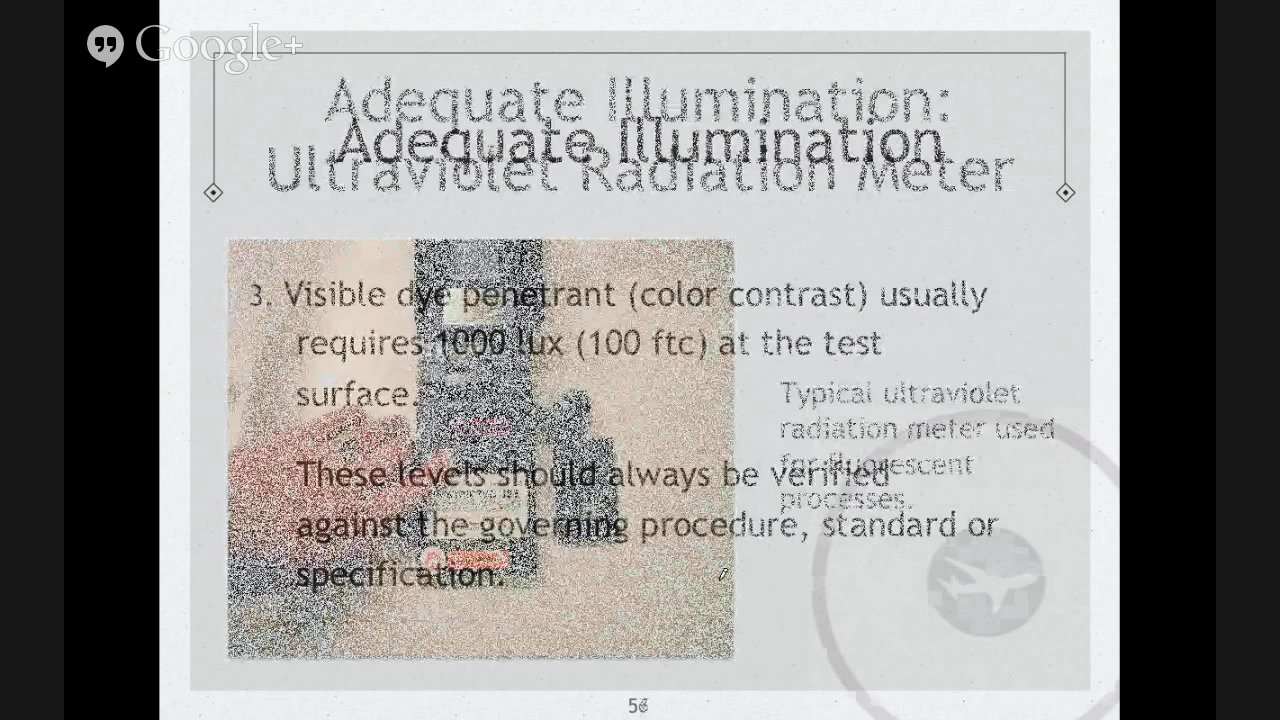 Google+
Adequate Illumination:
Ultraviolet Radiation Meter
Adequate Illumination
3. Visible dye penetrant (color contrast) usually
requires 1000 lux (100 ftc) at the test
surface.
These levels should always be verified
against the governing procedure, standard or
specification.
Typical ultraviolet
radiation meter used
for fluorescent
processes.